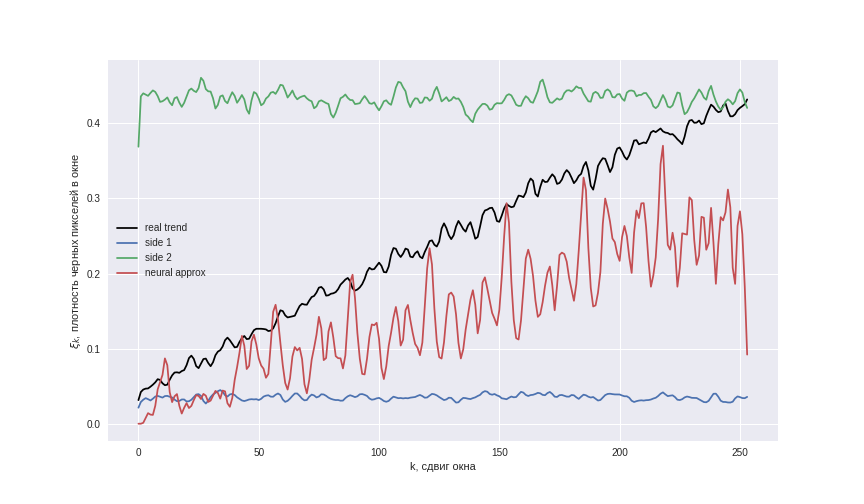 ξk, плотность черных пикселей в окне
0.4
0.3
0.2
0.1
0.0
real trend
side 1
side 2
neural approx
0 50 100 150 200 250
k, сдвиг окна